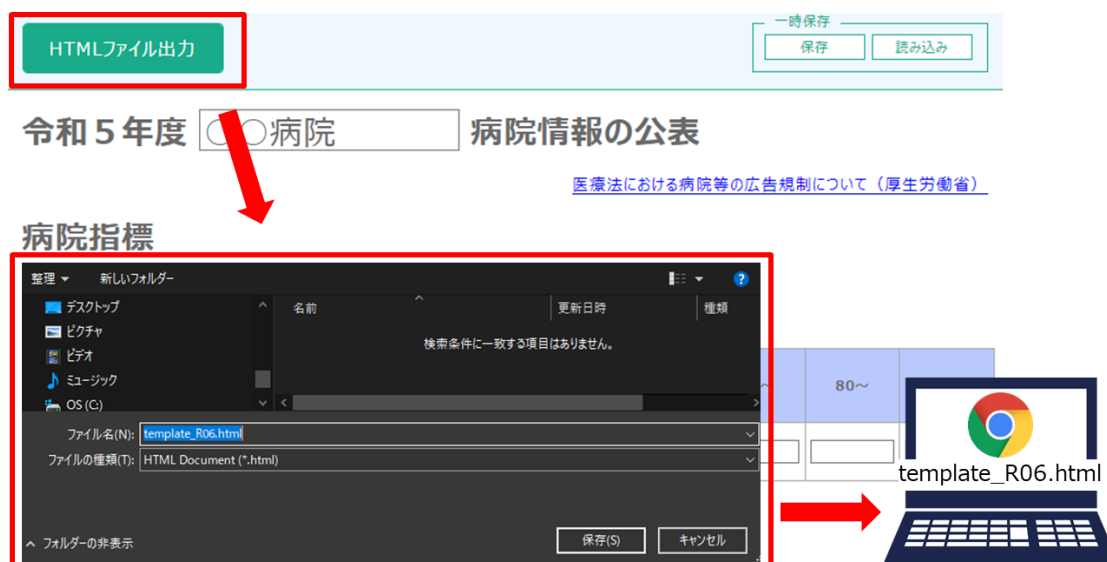 HTMLファイル出力
一時保存
保存
読み込み
令和５年度 〇〇病院 病院情報の公表
医療法における病院等の広告規制について（厚生労働省）
病院指標
整理 新しいフォルダー
デスクトップ
ピクチャ
ビデオ
ミュージック
OS (C:)
名前 更新日時 種類
検索条件に一致する項目はありません。
80～
ファイル名(N): template_R06.html
ファイルの種類(T): HTML Document (*.html)
フォルダーの非表示
保存(S) キャンセル
template_R06.html